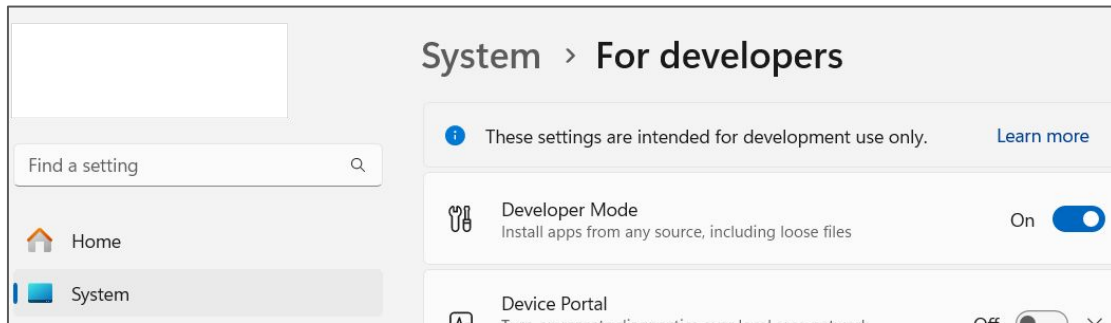 System > For developers
These settings are intended for development use only. Learn more
Find a setting
Developer Mode
On
Install apps from any source, including loose files
Home
System
Device Portal
Off